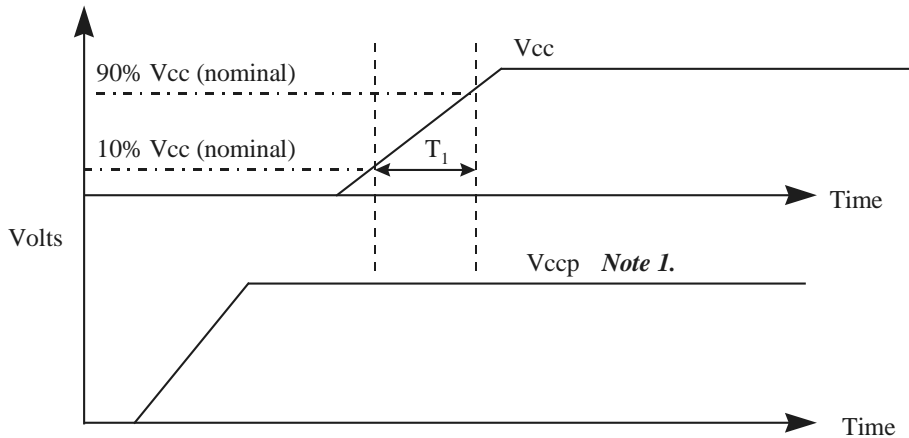 Vcc
90% Vcc (nominal)
10% Vcc (nominal)
T1
Time
Volts
Vccp Note 1.
Time